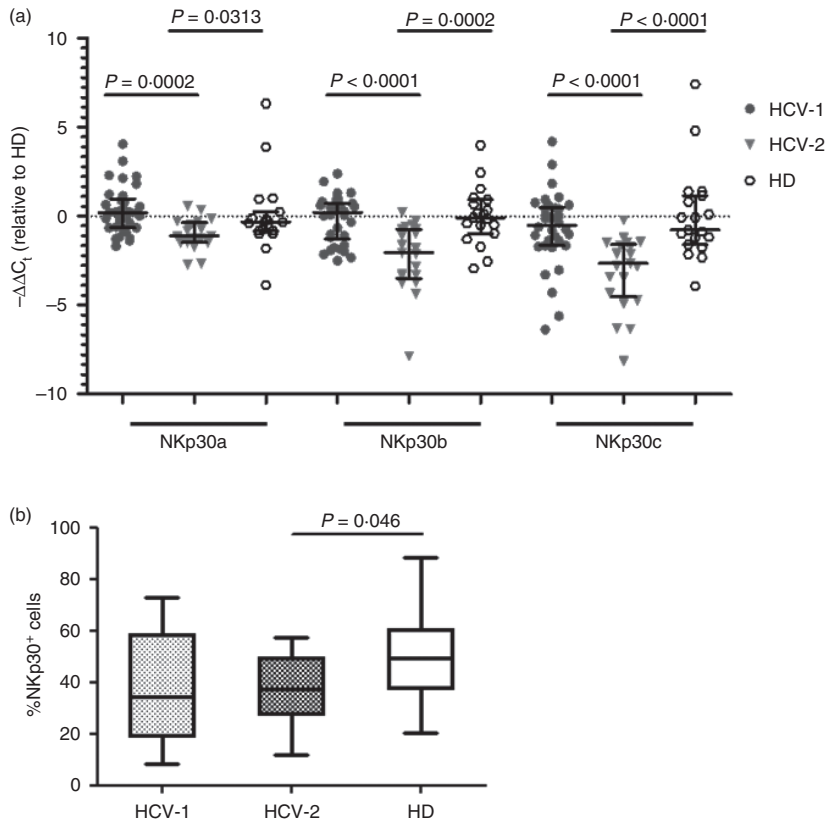 (a)
P = 0·0313
P = 0·0002
P < 0·0001
10
P = 0·0002
P < 0·0001
P < 0·0001
5
0
–5
–10
–ΔΔCt (relative to HD)
HCV-1
HCV-2
HD
NKp30a
NKp30b
NKp30c
(b)
P = 0·046
100
80
60
40
20
0
%NKp30+ cells
HCV-1
HCV-2
HD